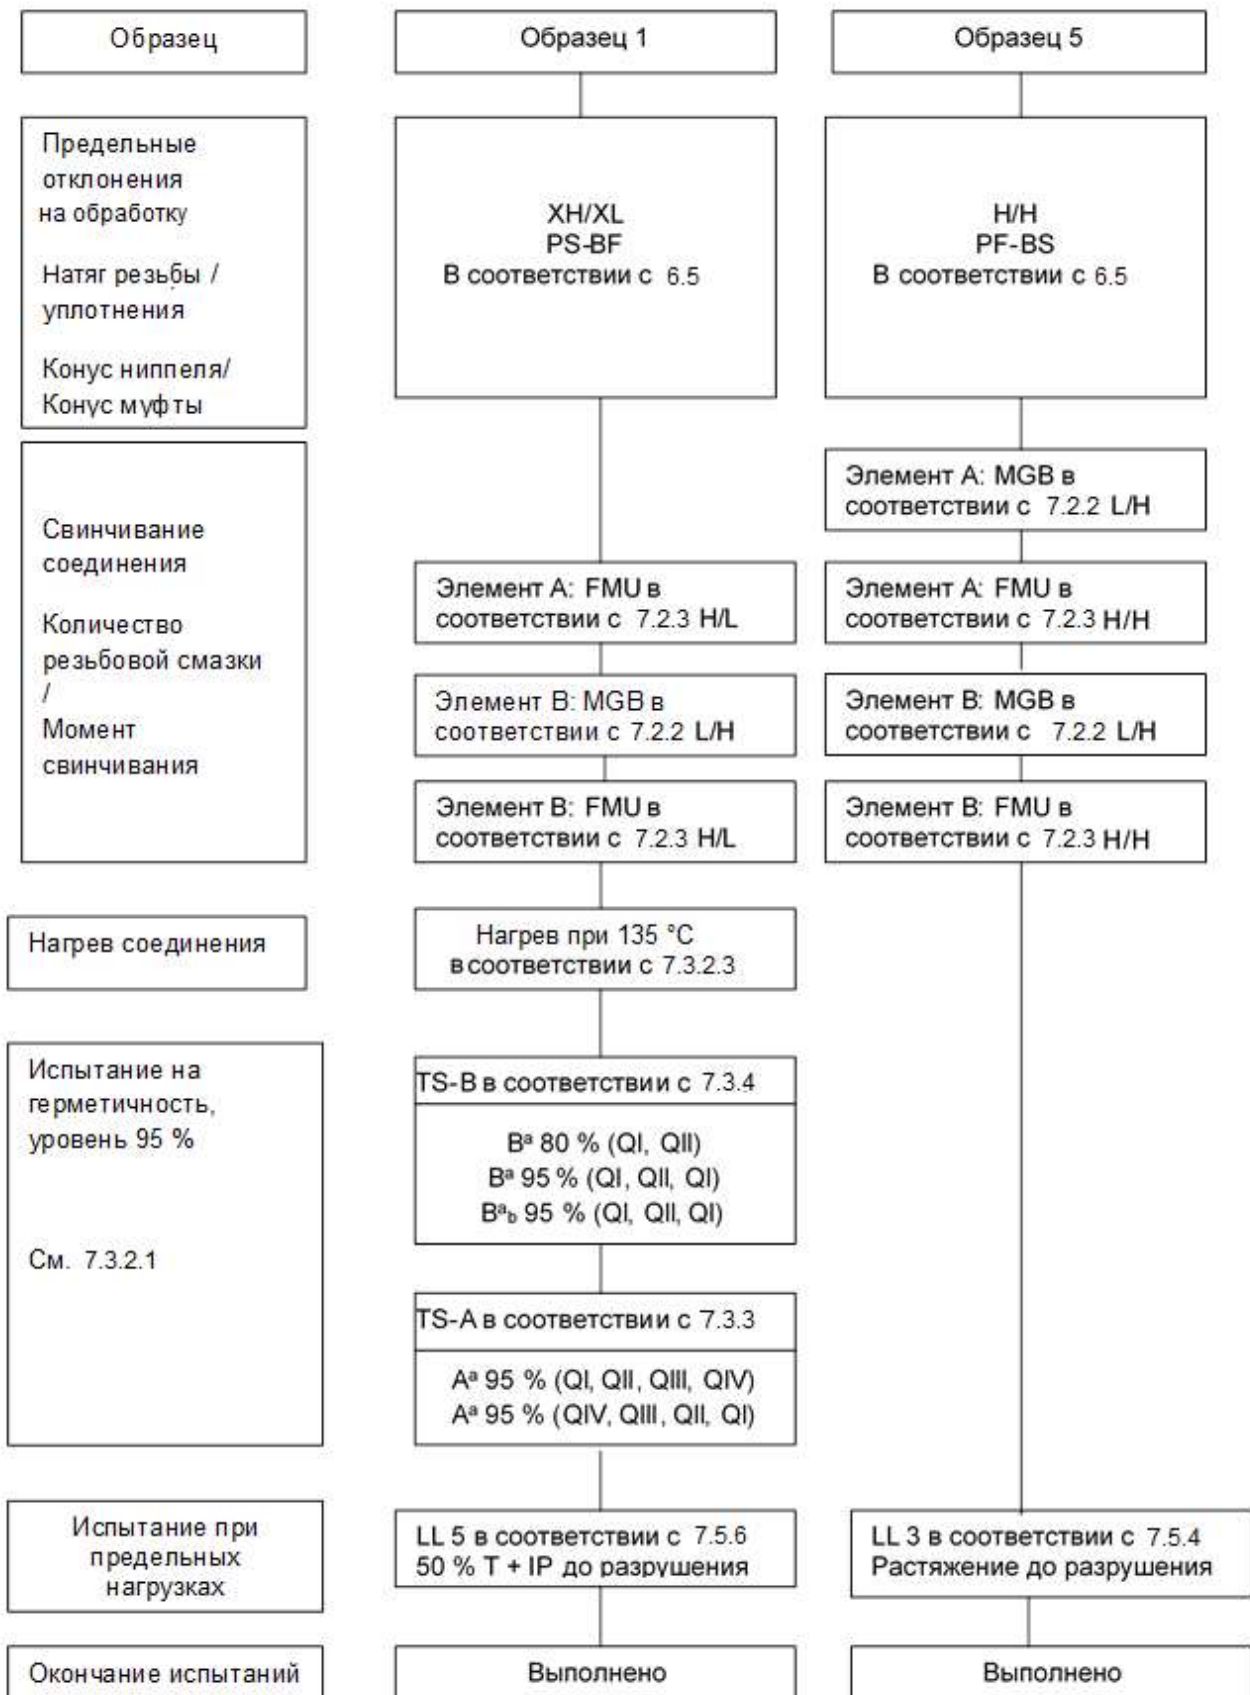 Образец
Образец 1
Образец 5
Предельные
отклонения
на обработку
Натяг резьбы /
уплотнения
Конус ниппеля/
Конус муфты
XH/XL
PS-BF
В соответствии с 6.5
H/H
PF-BS
В соответствии с 6.5
Свинчивание
соединения
Количество
резьбовой смазки
/
Момент
свинчивания
Элемент A: FMU в
соответствии с 7.2.3 H/L
Элемент B: MGB в
соответствии с 7.2.2 L/H
Элемент B: FMU в
соответствии с 7.2.3 H/L
Элемент A: MGB в
соответствии с 7.2.2 L/H
Элемент A: FMU в
соответствии с 7.2.3 H/H
Элемент B: MGB в
соответствии с 7.2.2 L/H
Элемент B: FMU в
соответствии с 7.2.3 H/H
Нагрев соединения
Нагрев при 135 °C
в соответствии с 7.3.2.3
Испытание на
герметичность,
уровень 95 %
См. 7.3.2.1
TS-B в соответствии с 7.3.4
Bª 80 % (QI, QII)
Bª 95 % (QI, QII, QI)
Bªb 95 % (QI, QII, QI)
TS-A в соответствии с 7.3.3
Aª 95 % (QI, QII, QIII, QIV)
Aª 95 % (QIV, QIII, QII, QI)
Испытание при
предельных
нагрузках
LL 5 в соответствии с 7.5.6
50 % T + IP до разрушения
LL 3 в соответствии с 7.5.4
Растяжение до разрушения
Окончание испытаний
Выполнено
Выполнено